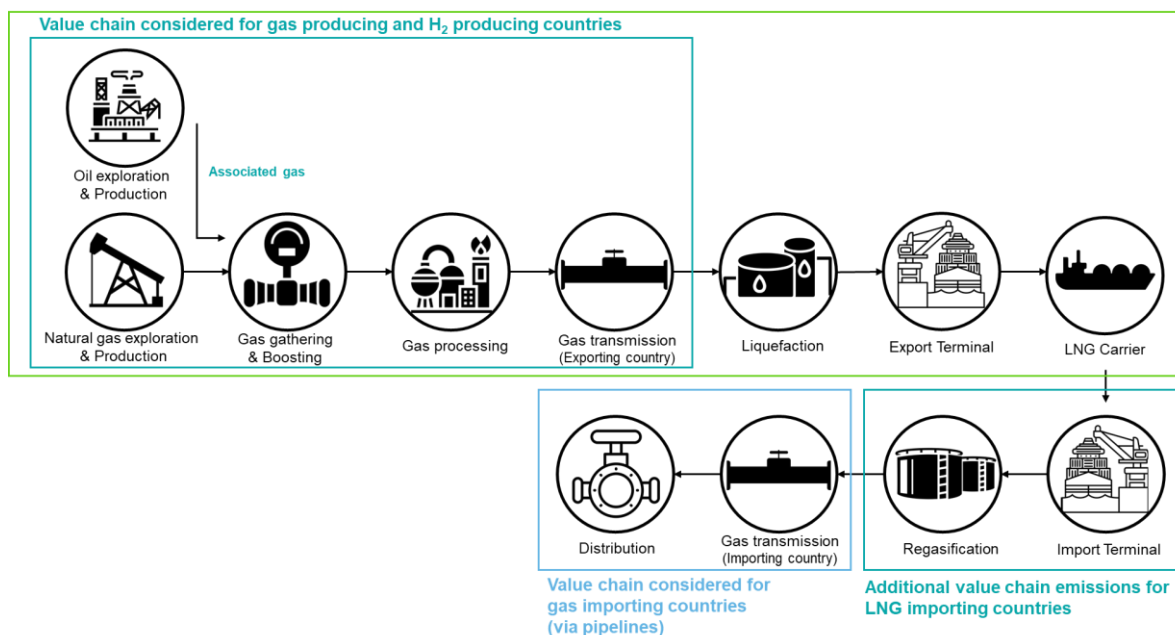 Value chain considered for gas producing and H₂ producing countries
Oil exploration
& Production
Associated gas
Natural gas exploration
& Production
Gas gathering
& Boosting
Gas processing
Gas transmission
(Exporting country)
Liquefaction
Export Terminal
LNG Carrier
Distribution
Gas transmission
(Importing country)
Regasification
Import Terminal
Value chain considered for
gas importing countries
(via pipelines)
Additional value chain emissions for
LNG importing countries